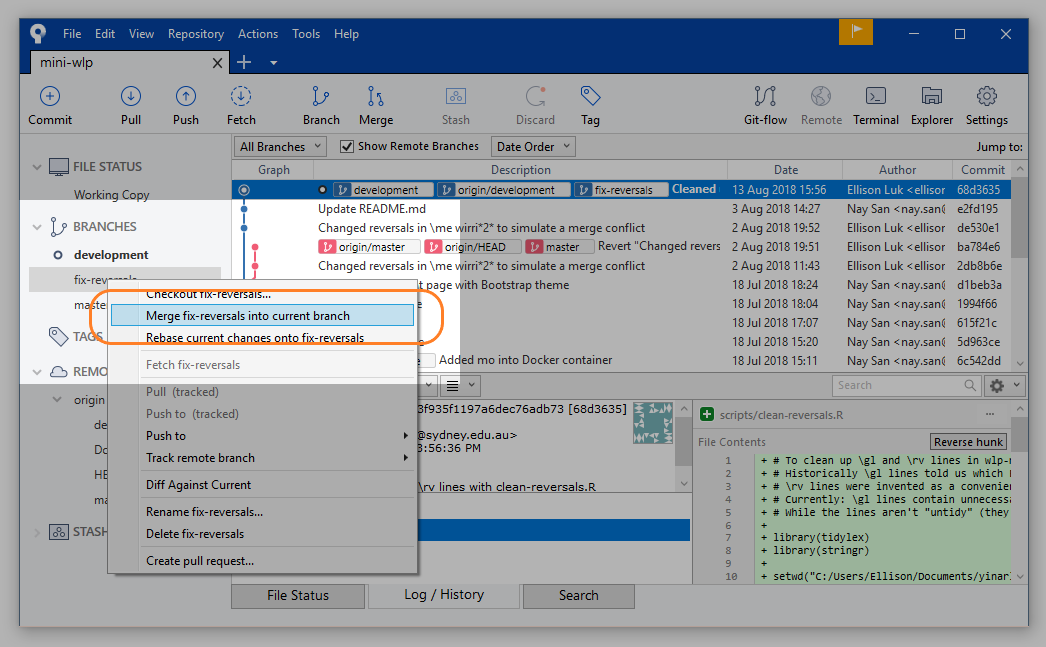 File Edit View Repository Actions Tools Help
mini-wlp
Commit Pull Push Fetch Branch Merge Stash Discard Tag Git-flow Remote Terminal Explorer Settings
All Branches Show Remote Branches Date Order Jump to:
Graph Description Date Author Commit
FILE STATUS
Working Copy
BRANCHES
development
fix-reversals
maste
TAGS
REMO
origin
de
Do
HE
ma
STASH
development origin/development fix-reversals Cleaned 13 Aug 2018 15:56 Ellison Luk <ellisor 68d3635
Update README.md 3 Aug 2018 14:27 Ellison Luk <ellisor e2fd195
Changed reversals in \me wirri*2* to simulate a merge conflict 2 Aug 2018 19:52 Nay San <nay.san@ de530e1
origin/master origin/HEAD master Revert "Changed revers 2 Aug 2018 19:51 Nay San <nay.san@ ba784e6
Changed reversals in \me wirri*2* to simulate a merge conflict 2 Aug 2018 11:43 Nay San <nay.san@ 2db8b6e
t page with Bootstrap theme 18 Jul 2018 18:24 Nay San <nay.san@ d1beb3a
e 18 Jul 2018 18:04 Nay San <nay.san@ 1994f66
18 Jul 2018 17:07 Nay San <nay.san@ 615f21c
e 18 Jul 2018 15:20 Nay San <nay.san@ 5d963ce
e Added mo into Docker container 18 Jul 2018 15:11 Nay San <nay.san@ 6c542dd
Checkout fix-reversals...
Merge fix-reversals into current branch
Rebase current changes onto fix-reversals
Fetch fix-reversals
Pull (tracked)
Push to (tracked)
Push to
Track remote branch
Diff Against Current
Rename fix-reversals...
Delete fix-reversals
Create pull request...
Search
3f935f1197a6dec76adb73 [68d3635]
@sydney.edu.au>
3:56:36 PM
\rv lines with clean-reversals.R
scripts/clean-reversals.R
File Contents Reverse hunk
1 + # To clean up \gl and \rv lines in wlp-
2 + # Historically \gl lines told us which
3 + # \rv lines were invented as a convenien
4 + # Currently: \gl lines contain unnecessa
5 + # While the lines aren't "untidy" (they
6 +
7 + library(tidylex)
8 + library(stringr)
9 +
10 + setwd("C:/Users/Ellison/Documents/yinar
File Status Log / History Search